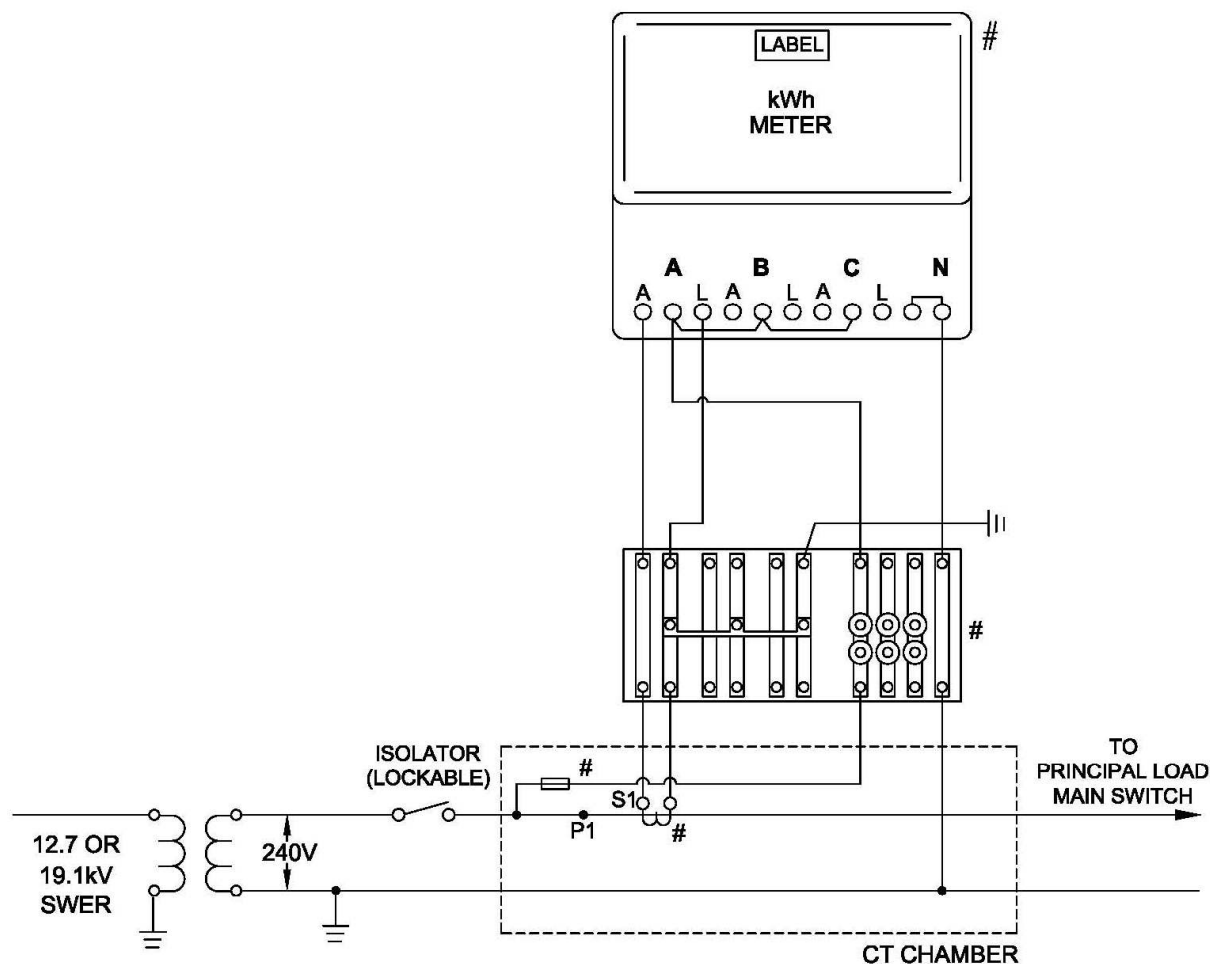 LABEL
#
kWh
METER
A B C N
A L A L A L
#
ISOLATOR
(LOCKABLE)
#
TO
PRINCIPAL LOAD
MAIN SWITCH
S1
P1
#
12.7 OR
19.1kV
SWER
240V
CT CHAMBER